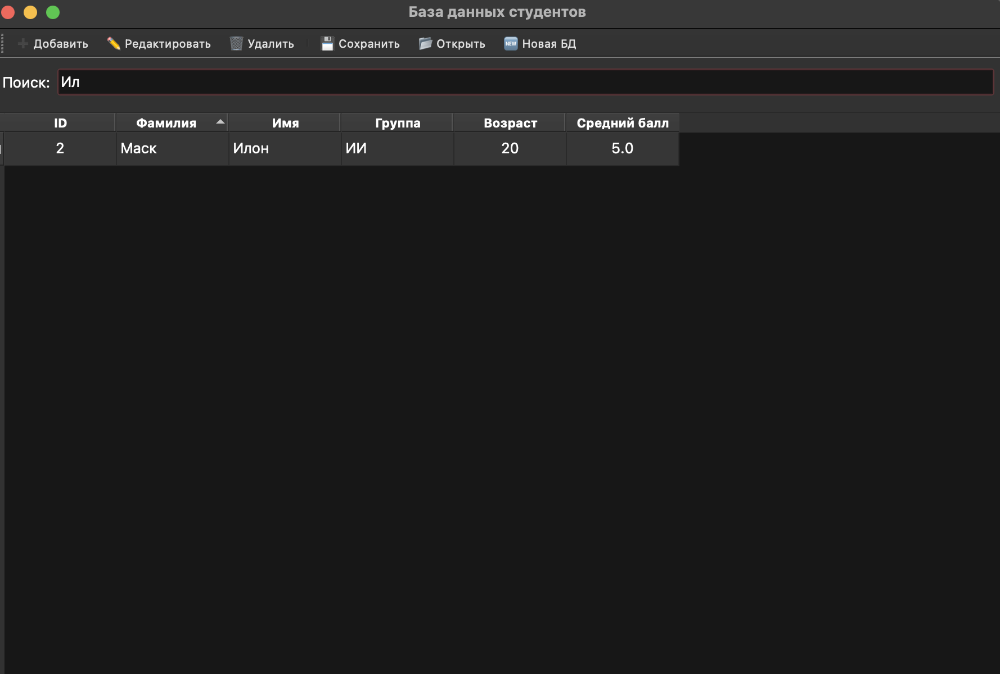 База данных студентов
Добавить Редактировать Удалить Сохранить Открыть NEW Новая БД
Поиск: Ил
ID Фамилия Имя Группа Возраст Средний балл
2 Маск Илон ИИ 20 5.0